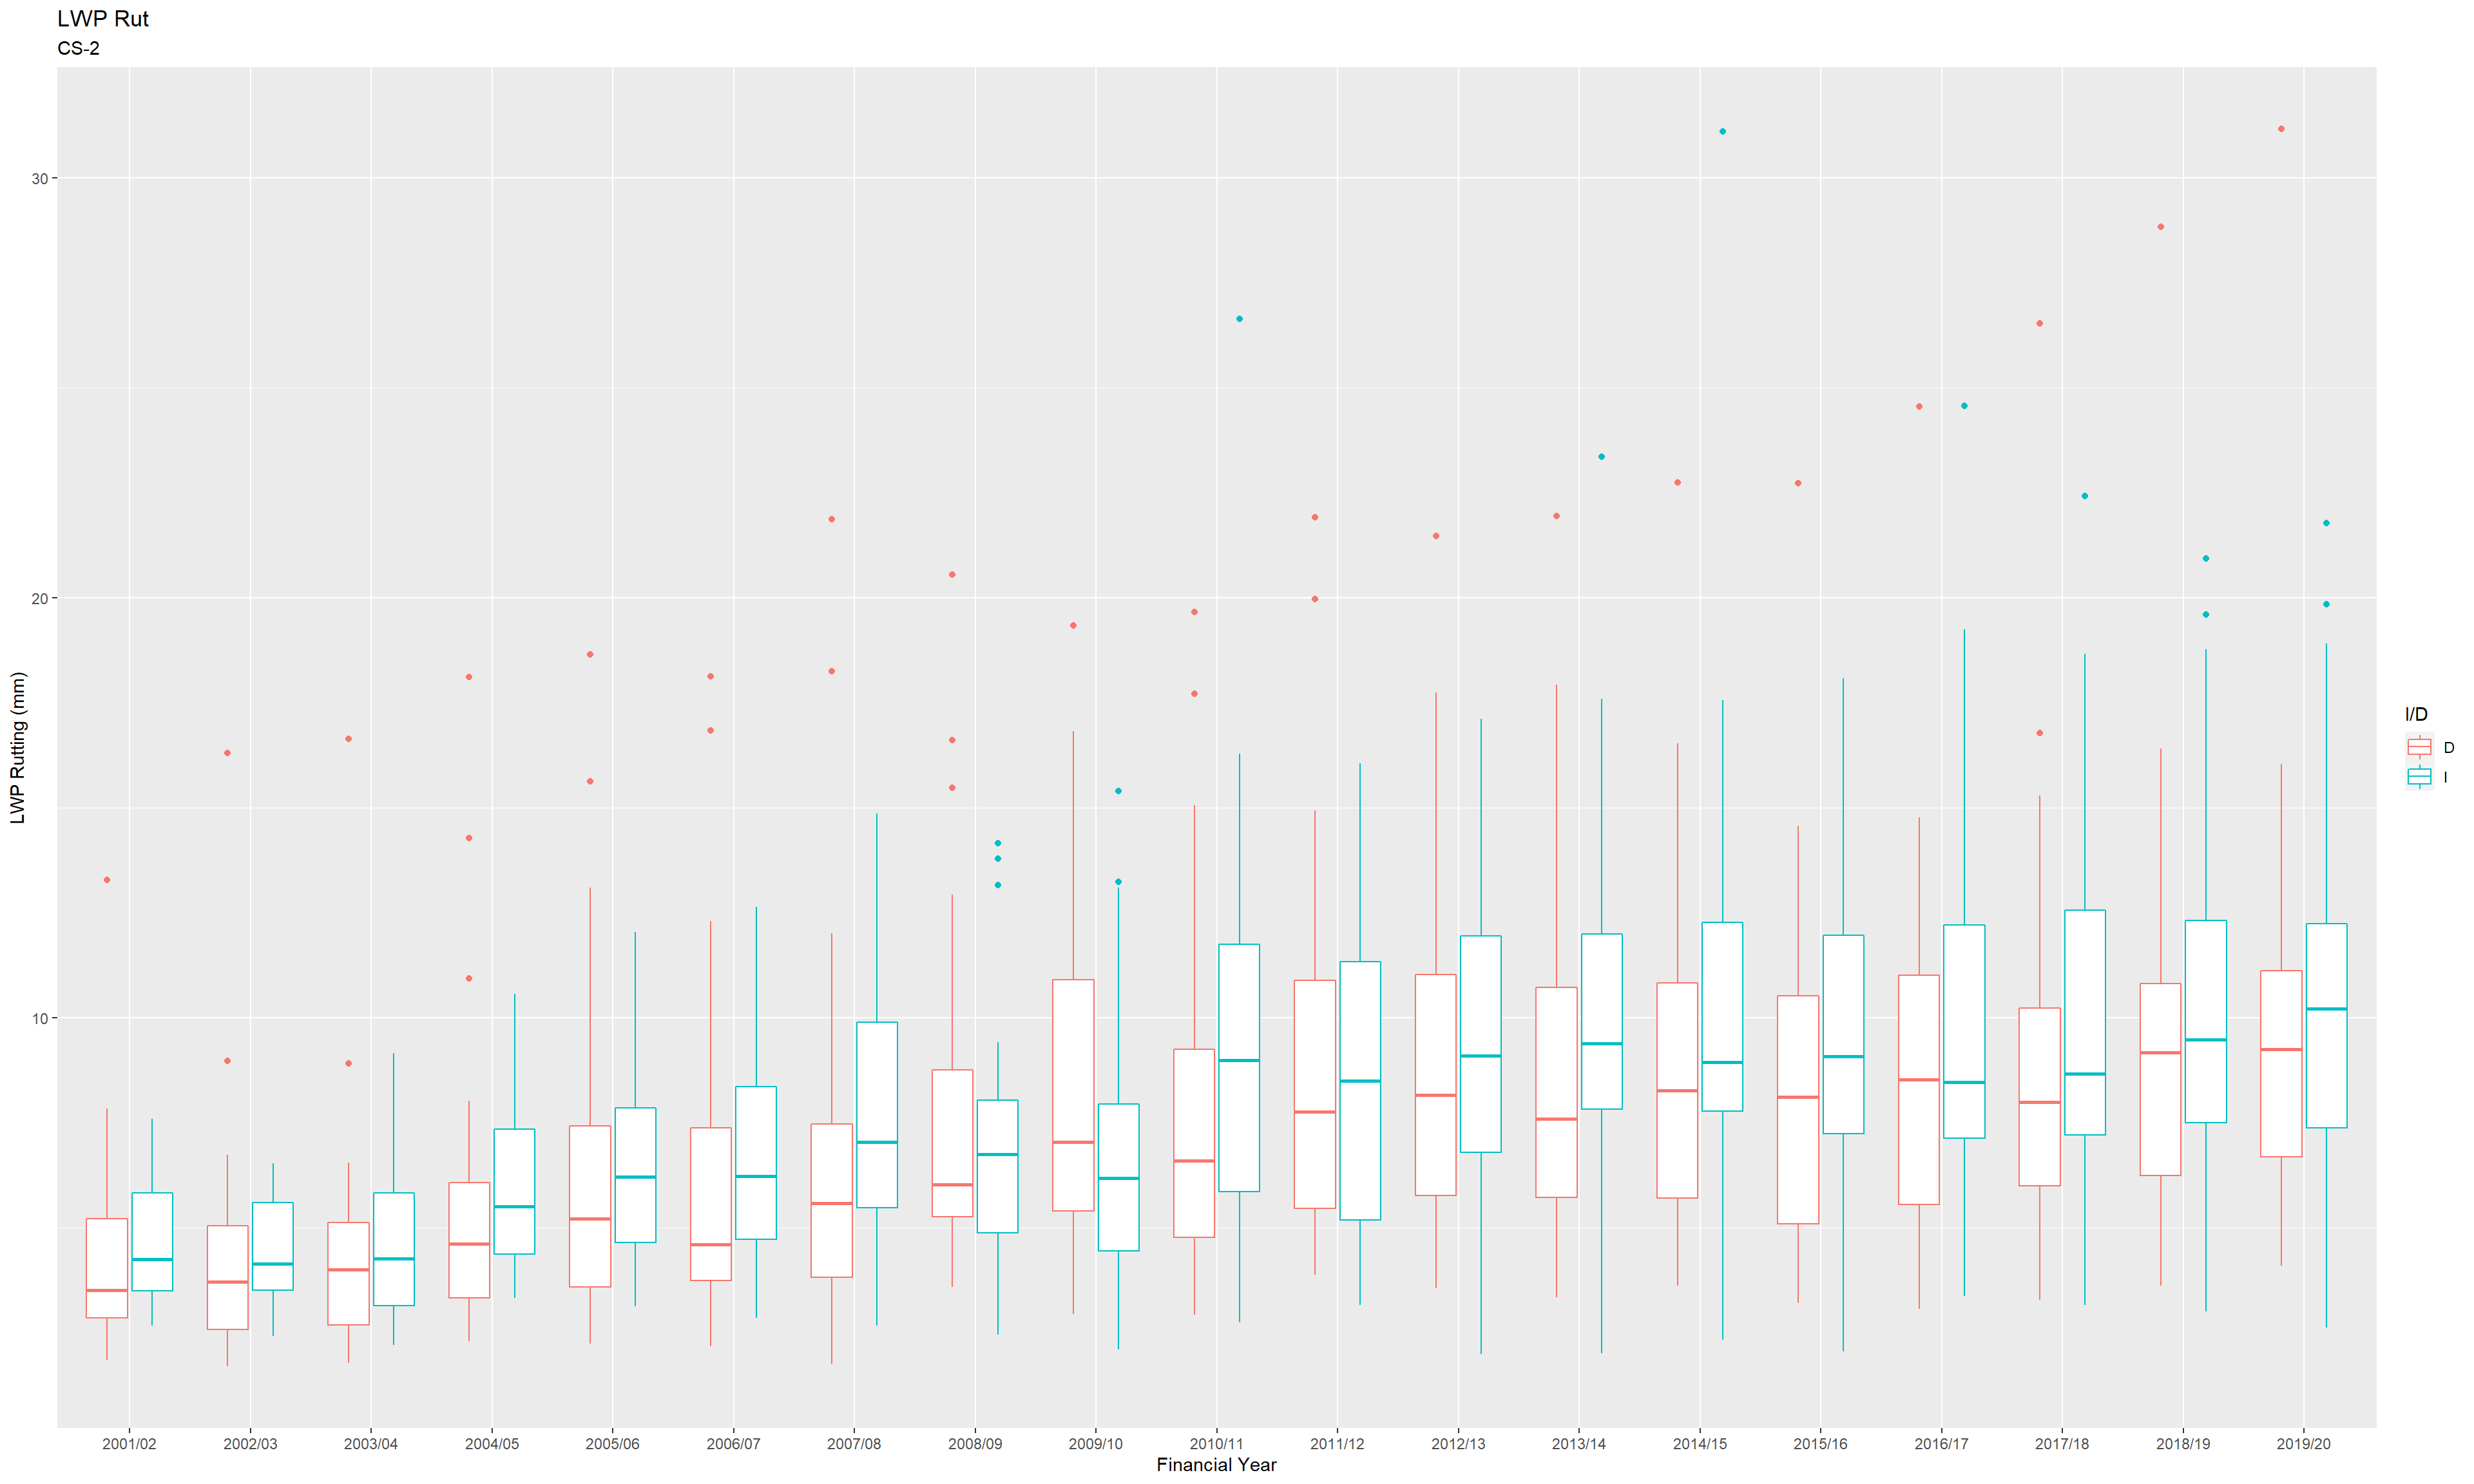 LWP Rut
CS-2
LWP Rutting (mm)
30
20
10
2001/02 2002/03 2003/04 2004/05 2005/06 2006/07 2007/08 2008/09 2009/10 2010/11 2011/12 2012/13 2013/14 2014/15 2015/16 2016/17 2017/18 2018/19 2019/20
Financial Year
I/D
D
I